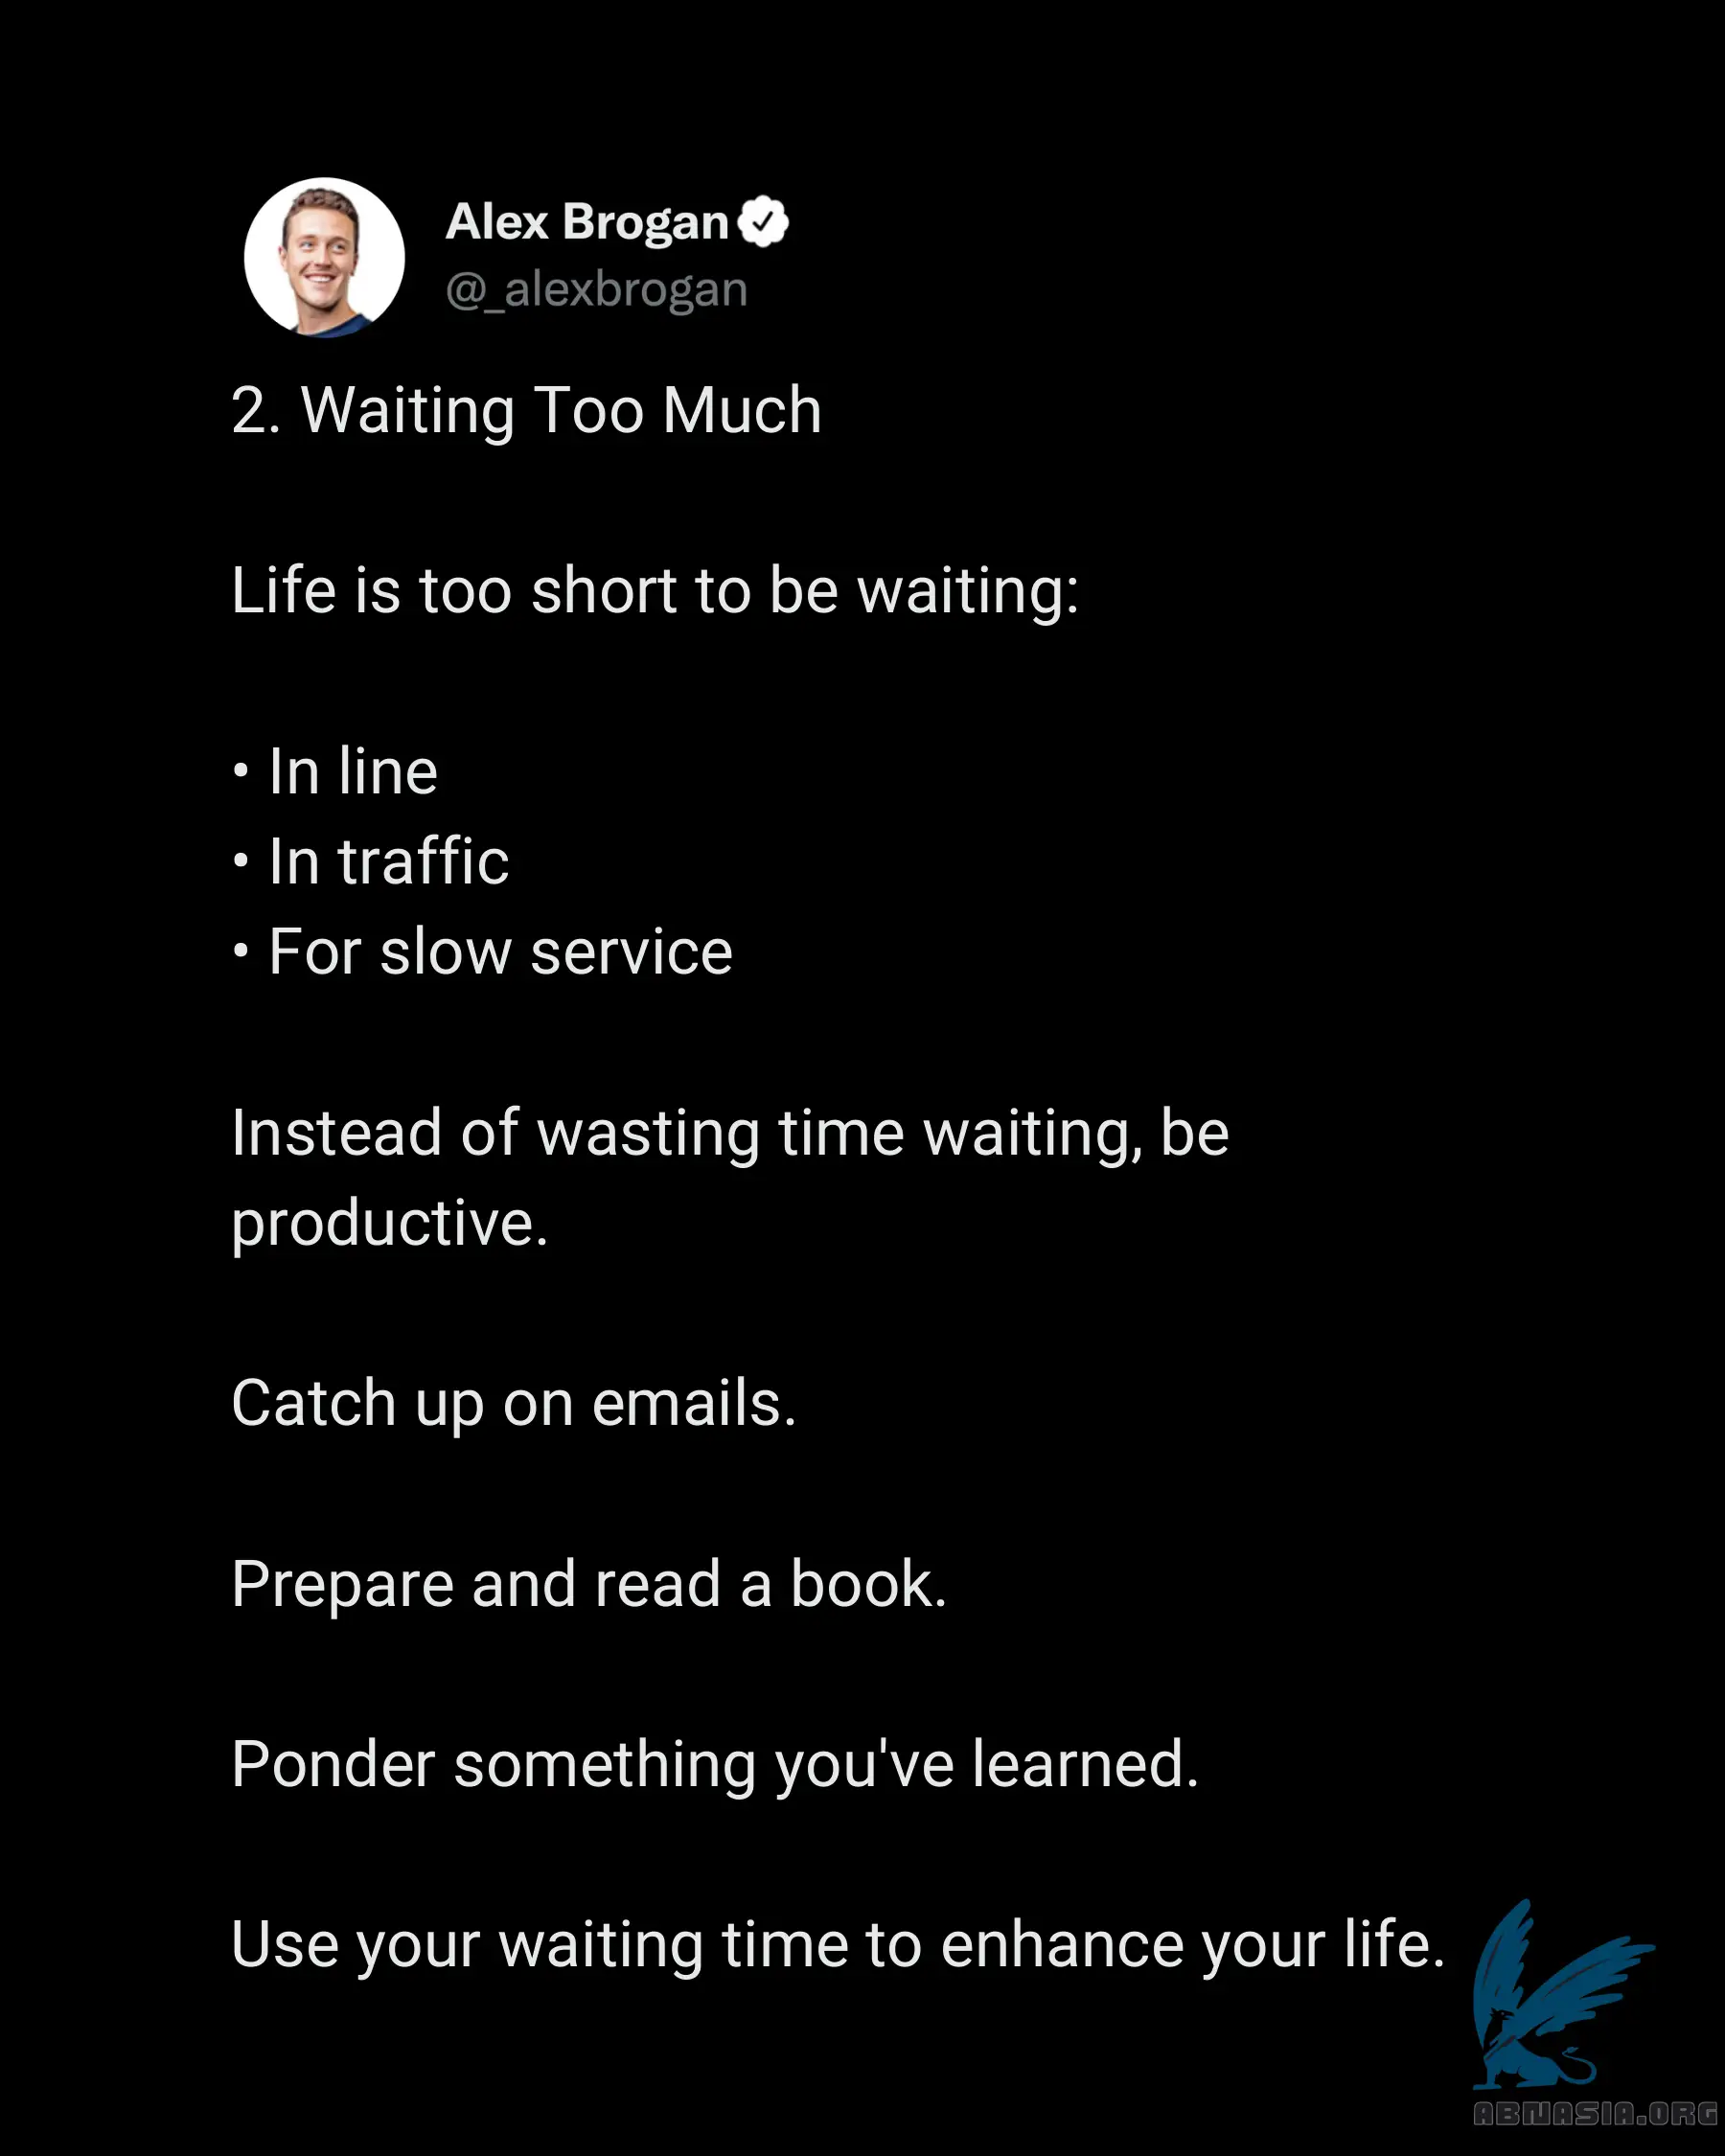 Alex Brogan
@_alexbrogan
2. Waiting Too Much
Life is too short to be waiting:
• In line
• In traffic
• For slow service
Instead of wasting time waiting, be
productive.
Catch up on emails.
Prepare and read a book.
Ponder something you've learned.
Use your waiting time to enhance your life.
ABNASIA.ORG